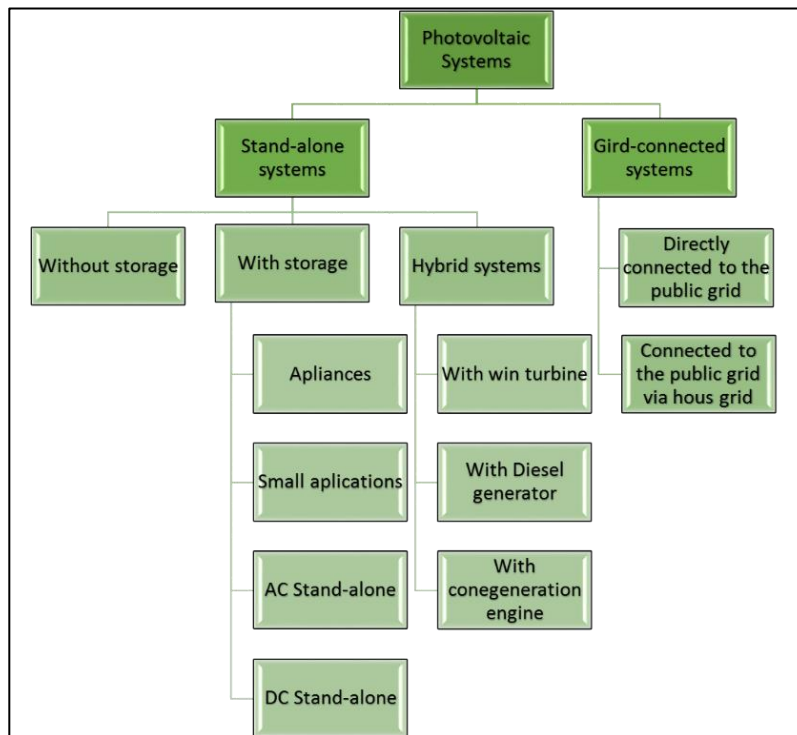 Photovoltaic
Systems
Stand-alone
systems
Gird-connected
systems
Without storage
With storage
Hybrid systems
Directly
connected to the
public grid
Apliances
With win turbine
Connected to
the public grid
via hous grid
Small aplications
With Diesel
generator
AC Stand-alone
With
conegeneration
engine
DC Stand-alone